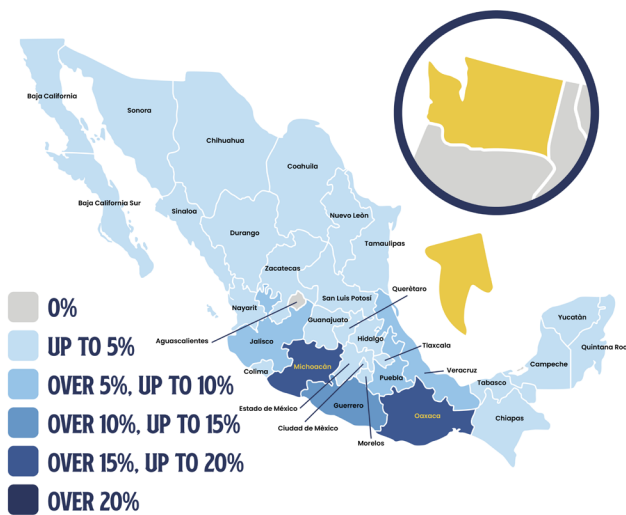 Baja California
Sonora
Chihuahua
Coahuila
Baja California Sur
Sinaloa
Nuevo León
Durango
Tamaulipas
Zacatecas
Querètaro
San Luis Potosí
Nayarit
Guanajuato
Yucatàn
Aguascalientes
Jalisco
Hidalgo
Tlaxcala
Quintana Roo
Michoacán
Colima
Veracruz
Campeche
Puebla
Tabasco
Estado de México
Guerrero
Oaxaca
Chiapas
Ciudad de México
Morelos
0%
UP TO 5%
OVER 5%, UP TO 10%
OVER 10%, UP TO 15%
OVER 15%, UP TO 20%
OVER 20%